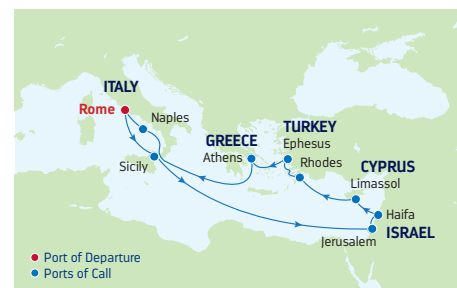 ITALY
Rome
Naples
Sicily
GREECE
Athens
TURKEY
Ephesus
Rhodes
CYPRUS
Limassol
Haifa
ISRAEL
Jerusalem
Port of Departure
Ports of Call